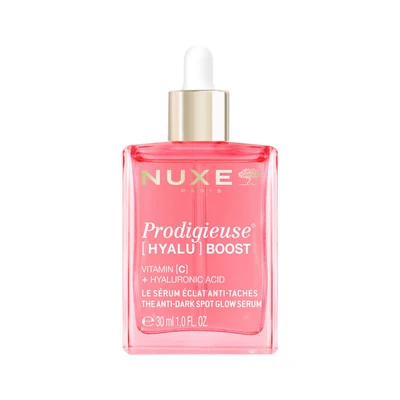 NUXE
PARIS
Prodigieuse®
[HYALU] BOOST
VITAMIN [C]
+ HYALURONIC ACID
LE SÉRUM ÉCLAT ANTI-TACHES
THE ANTI-DARK SPOT GLOW SERUM
℮ 30 ml 1.0 FL. OZ.